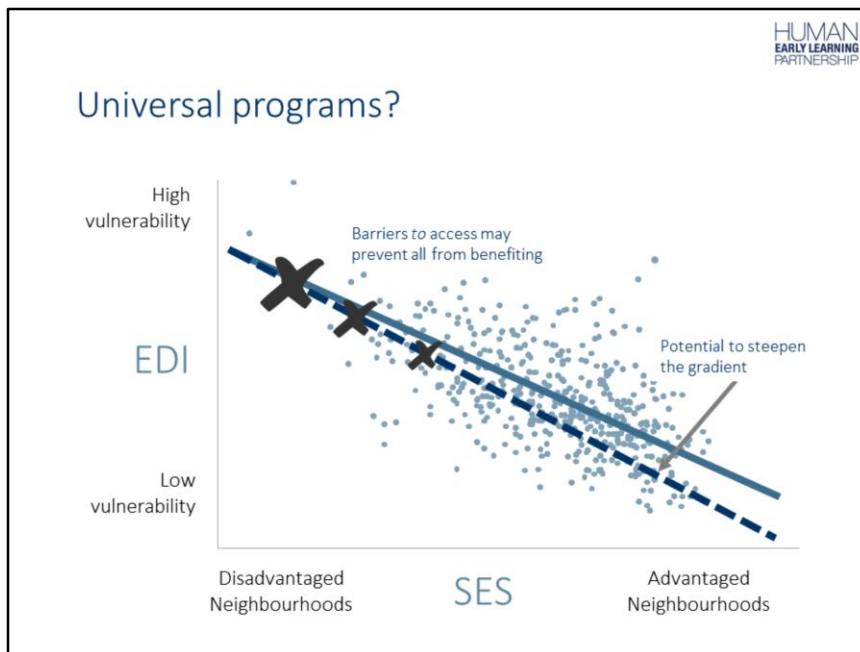 HUMAN
EARLY LEARNING
PARTNERSHIP
Universal programs?
High
vulnerability
Barriers to access may
prevent all from benefiting
EDI
Potential to steepen
the gradient
Low
vulnerability
Disadvantaged
Neighbourhoods
SES
Advantaged
Neighbourhoods